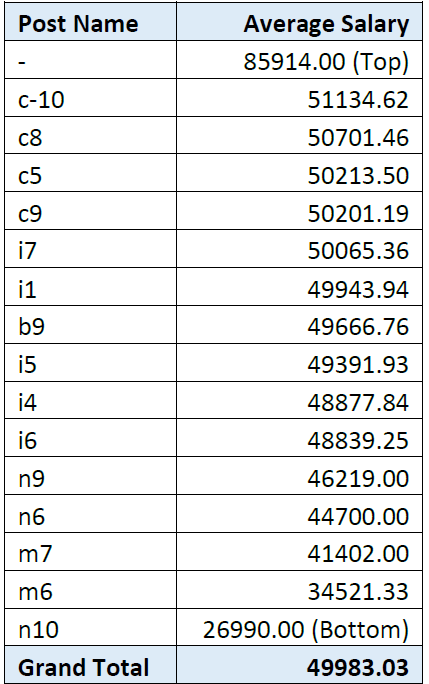 Post Name Average Salary
- 85914.00 (Top)
c-10 51134.62
c8 50701.46
c5 50213.50
c9 50201.19
i7 50065.36
i1 49943.94
b9 49666.76
i5 49391.93
i4 48877.84
i6 48839.25
n9 46219.00
n6 44700.00
m7 41402.00
m6 34521.33
n10 26990.00 (Bottom)
Grand Total 49983.03